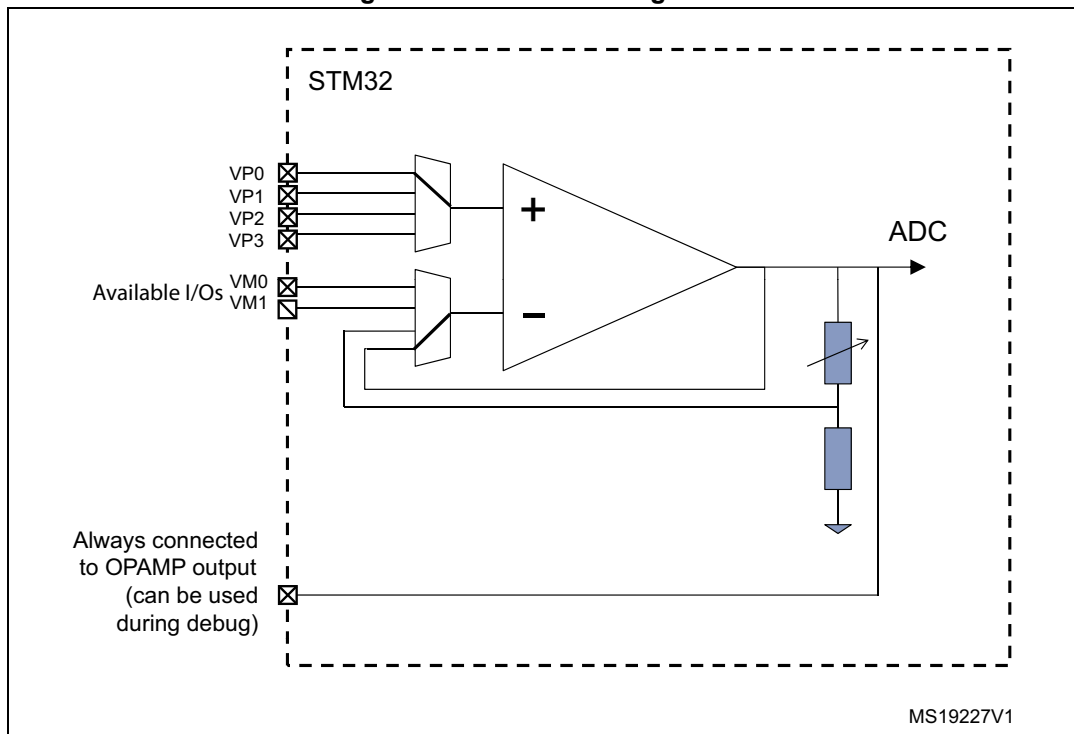 STM32
VP0
VP1
VP2
VP3
+
ADC
Available I/Os
VM0
VM1
−
Always connected
to OPAMP output
(can be used
during debug)
MS19227V1